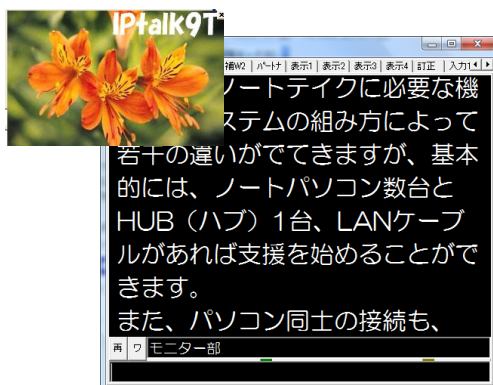 IPtalk9T
補W2 パートナ 表示1 表示2 表示3 表示4 訂正 入力1
ノートテイクに必要な機
ステムの組み方によって
若干の違いがでてきますが、基本
的には、ノートパソコン数台と
HUB（ハブ）1台、LANケーブ
ルがあれば支援を始めることがで
きます。
また、パソコン同士の接続も、
再 ワ モニター部